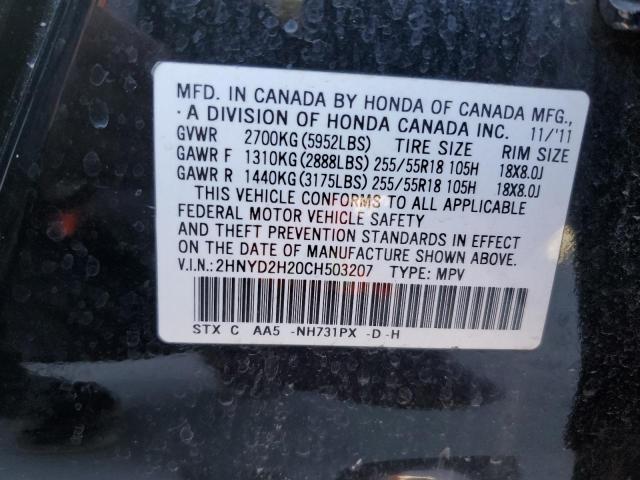 MFD. IN CANADA BY HONDA OF CANADA MFG.,
A DIVISION OF HONDA CANADA INC. 11/'11
GVWR 2700KG (5952LBS) TIRE SIZE RIM SIZE
GAWR F 1310KG (2888LBS) 255/55R18 105H 18X8.0J
GAWR R 1440KG (3175LBS) 255/55R18 105H 18X8.0J
THIS VEHICLE CONFORMS TO ALL APPLICABLE
FEDERAL MOTOR VEHICLE SAFETY
AND THEFT PREVENTION STANDARDS IN EFFECT
ON THE DATE OF MANUFACTURE SHOWN ABOVE.
V.I.N.: 2HNYD2H20CH503207 TYPE: MPV
STX C AA5 -NH731PX -D -H